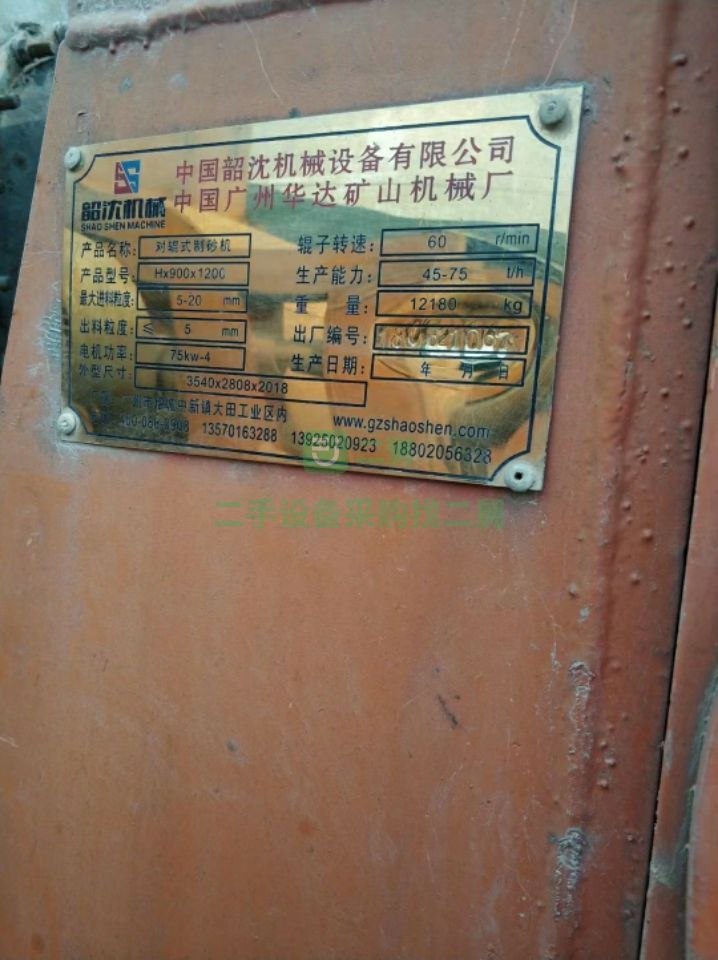 中国韶沈机械设备有限公司
中国广州华达矿山机械厂
韶沈机械
SHAO SHEN MACHINE
产品名称: 对辊式制砂机
辊子转速: 60 r/min
产品型号: Hx900x1200
生产能力: 45-75 t/h
最大进料粒度: 5-20 mm
重 量: 12180 kg
出料粒度: ≤ 5 mm
出厂编号:
电机功率: 75kw-4
生产日期: 年 月 日
外型尺寸: 3540x2808x2018
中新镇大田工业区内
www.gzshaoshen.com
13570163288 13925020923 18802056328
二手设备采购找二剪